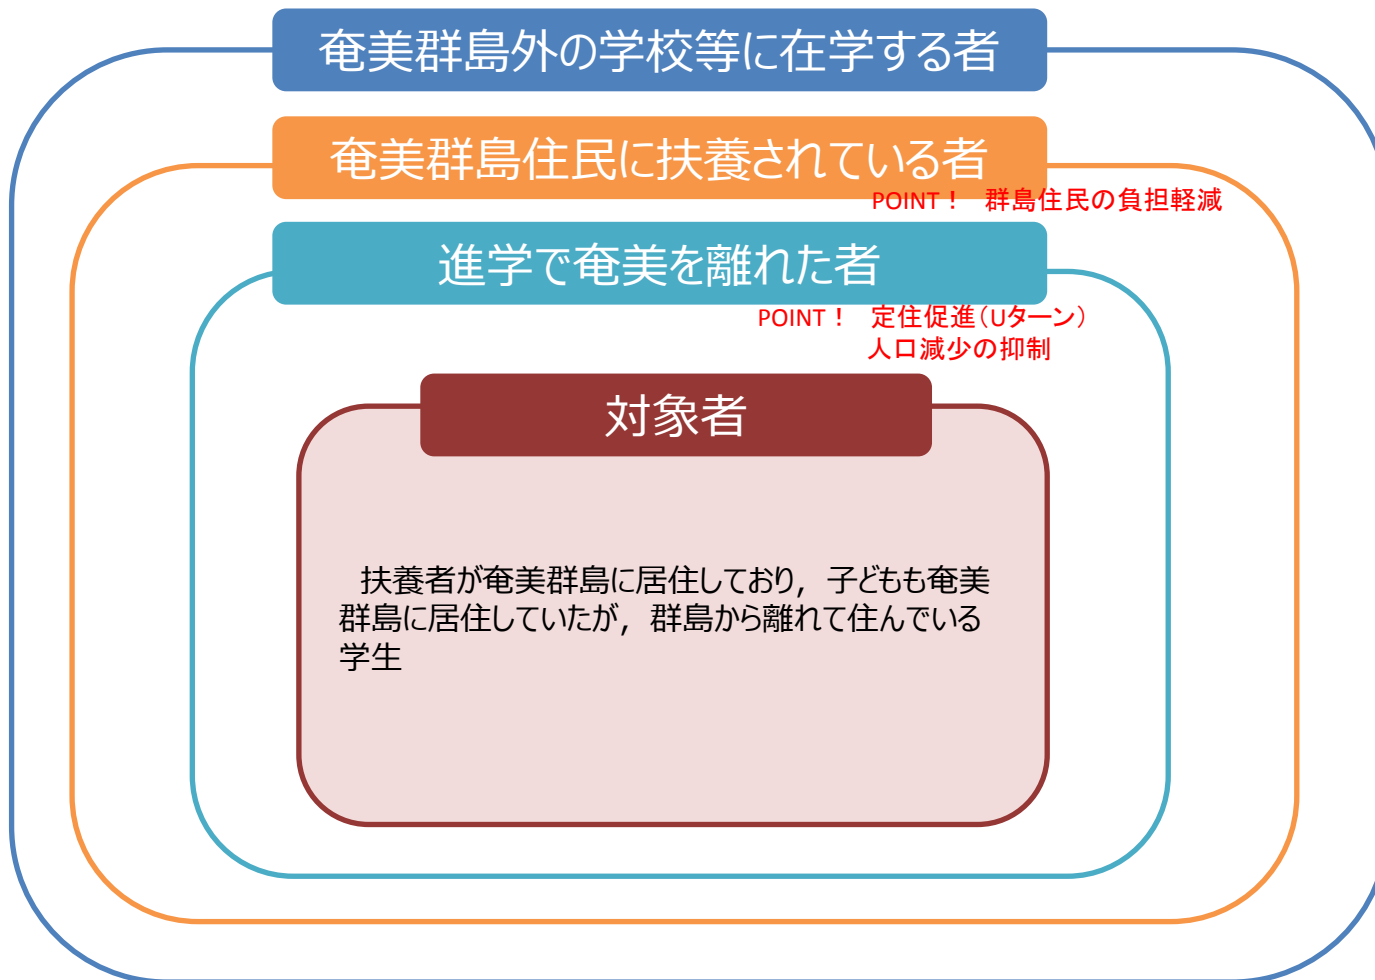 奄美群島外の学校等に在学する者
奄美群島住民に扶養されている者
POINT！　群島住民の負担軽減
進学で奄美を離れた者
POINT！　定住促進（Uターン）
人口減少の抑制
対象者
　扶養者が奄美群島に居住しており，子どもも奄美
群島に居住していたが，群島から離れて住んでいる
学生